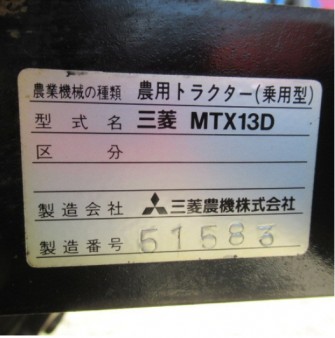 農業機械の種類 農用トラクター(乗用型)
型式名 三菱 MTX13D
区分
製造会社 三菱農機株式会社
製造番号 51583